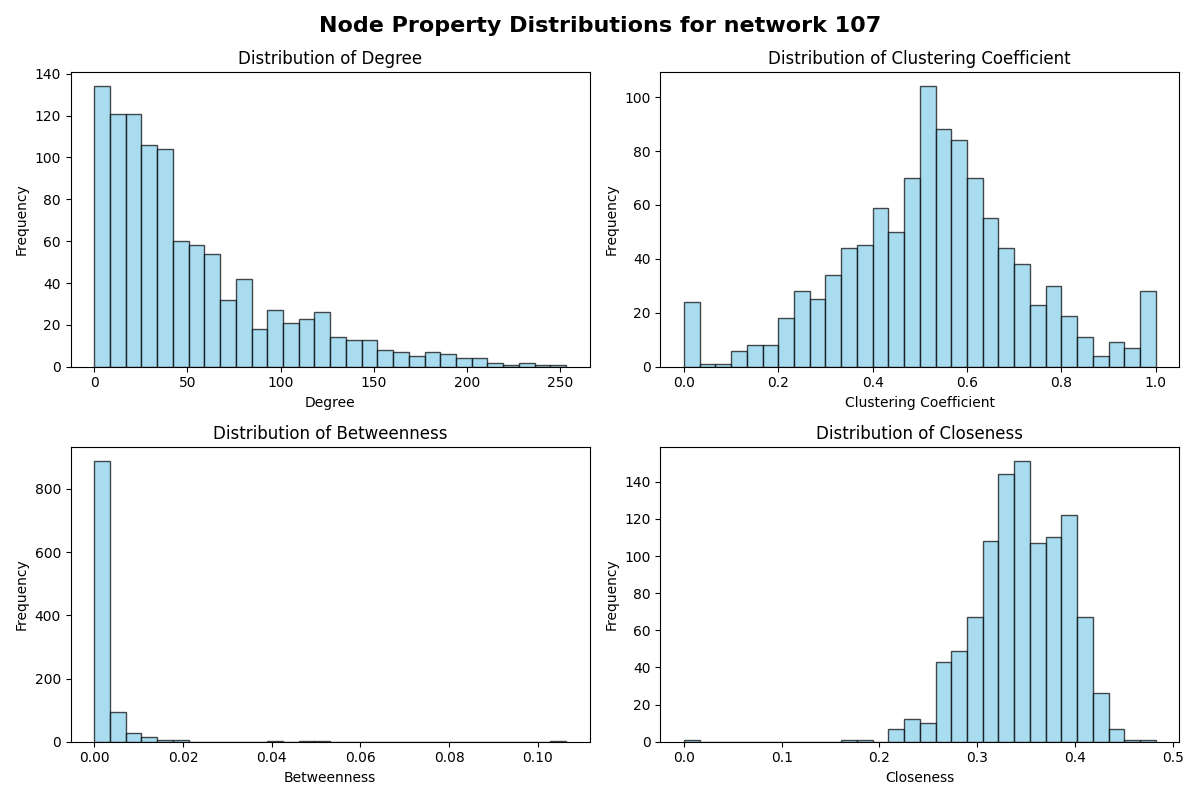 Node Property Distributions for network 107
Distribution of Degree
Frequency
140
120
100
80
60
40
20
0
0 50 100 150 200 250
Degree
Distribution of Clustering Coefficient
Frequency
100
80
60
40
20
0
0.0 0.2 0.4 0.6 0.8 1.0
Clustering Coefficient
Distribution of Betweenness
Frequency
800
600
400
200
0
0.00 0.02 0.04 0.06 0.08 0.10
Betweenness
Distribution of Closeness
Frequency
140
120
100
80
60
40
20
0
0.0 0.1 0.2 0.3 0.4 0.5
Closeness